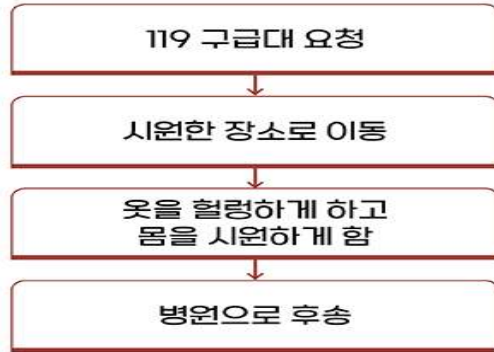 119 구급대 요청
시원한 장소로 이동
옷을 헐렁하게 하고
몸을 시원하게 함
병원으로 후송